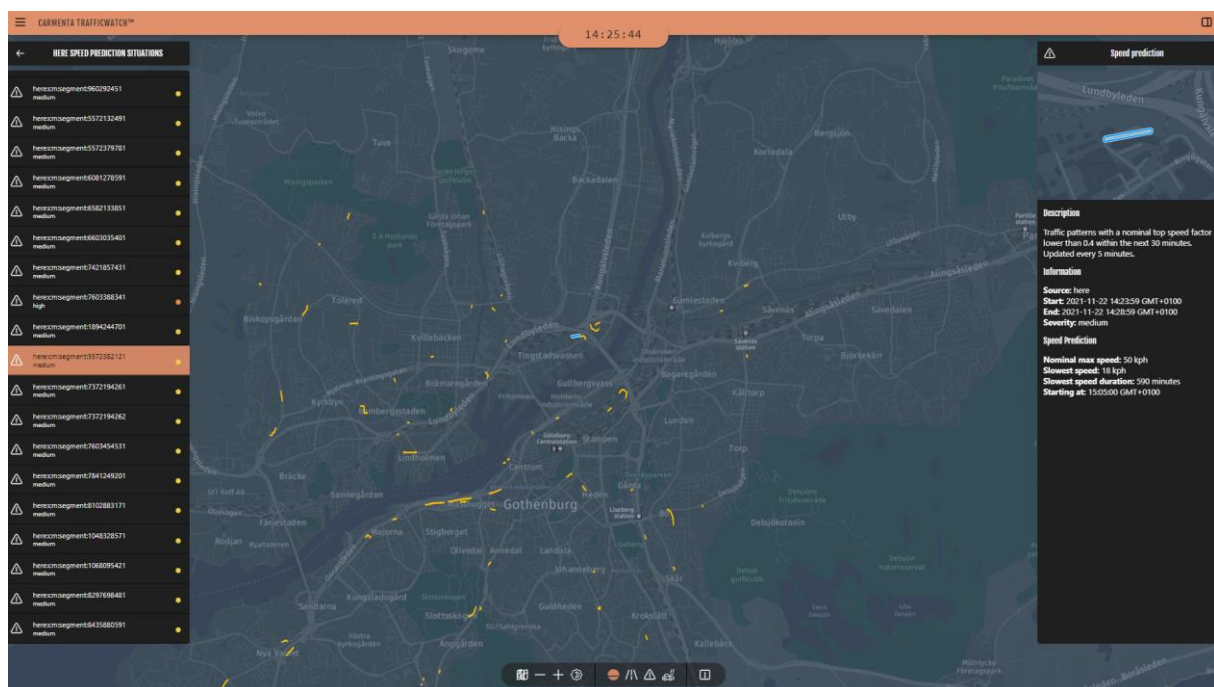 CARMENTA TRAFFICWATCH™
14:25:44
HERE SPEED PREDICTION SITUATIONS
here:cm:segment:960292451
medium
here:cm:segment:5572132491
medium
here:cm:segment:5572379781
medium
here:cm:segment:6081278591
medium
here:cm:segment:6582133851
medium
here:cm:segment:6603035401
medium
here:cm:segment:7421857431
medium
here:cm:segment:7603388341
high
here:cm:segment:1894244701
medium
here:cm:segment:5572382121
medium
here:cm:segment:7372194261
medium
here:cm:segment:7372194262
medium
here:cm:segment:7603454531
medium
here:cm:segment:7841249201
medium
here:cm:segment:8102883171
medium
here:cm:segment:1048328571
medium
here:cm:segment:1068095421
medium
here:cm:segment:8297698481
medium
here:cm:segment:8435880591
medium
Skogome
Tuve
Hisings
Backa
Bergsjön
Kortedala
Hisingsparken
Backadalen
Utby
Kviberg
Tolered
Gamlestaden
Alingsåsleden
Sävenäs
Sävedalen
Biskopsgården
Kvillebäcken
Lundbyleden
Tingstadsvassen
Torpa
Björkekärr
Bagaregården
Brämaregården
Gullbergsvass
Kålltorp
Kyrkbyn
Lunden
Stampen
Torp
Lindholmen
Centrum
Bräcke
Sannegården
Heden
Gårda
Gothenburg
Liseberg
station
Färjestaden
Majorna
Stigberget
Delsjökolonin
Rödjan
Olivedal
Annedal
Landala
Johanneberg
Skår
Kungsladugård
Slottsskogen
Sandarna
Guldheden
Krokslätt
Änggården
Kallebäck
Speed prediction
Lundbyleden
Description
Traffic patterns with a nominal top speed factor
lower than 0.4 within the next 30 minutes.
Updated every 5 minutes.
Information
Source: here
Start: 2021-11-22 14:23:59 GMT+0100
End: 2021-11-22 14:28:59 GMT+0100
Severity: medium
Speed Prediction
Nominal max speed: 50 kph
Slowest speed: 18 kph
Slowest speed duration: 590 minutes
Starting at: 15:05:00 GMT+0100